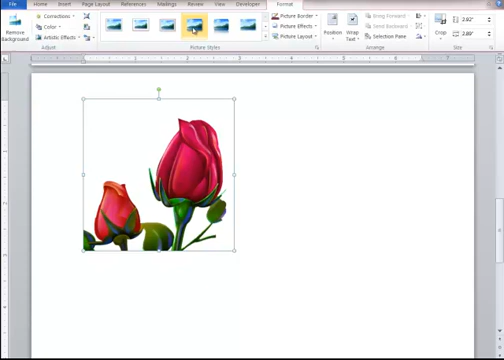 File Home Insert Page Layout References Mailings Review View Developer Format
Corrections Picture Border Bring Forward 2.92"
Remove Background Color Picture Effects Position Wrap Text Send Backward Crop 2.89"
Artistic Effects Picture Layout Selection Pane
Adjust Picture Styles Arrange Size